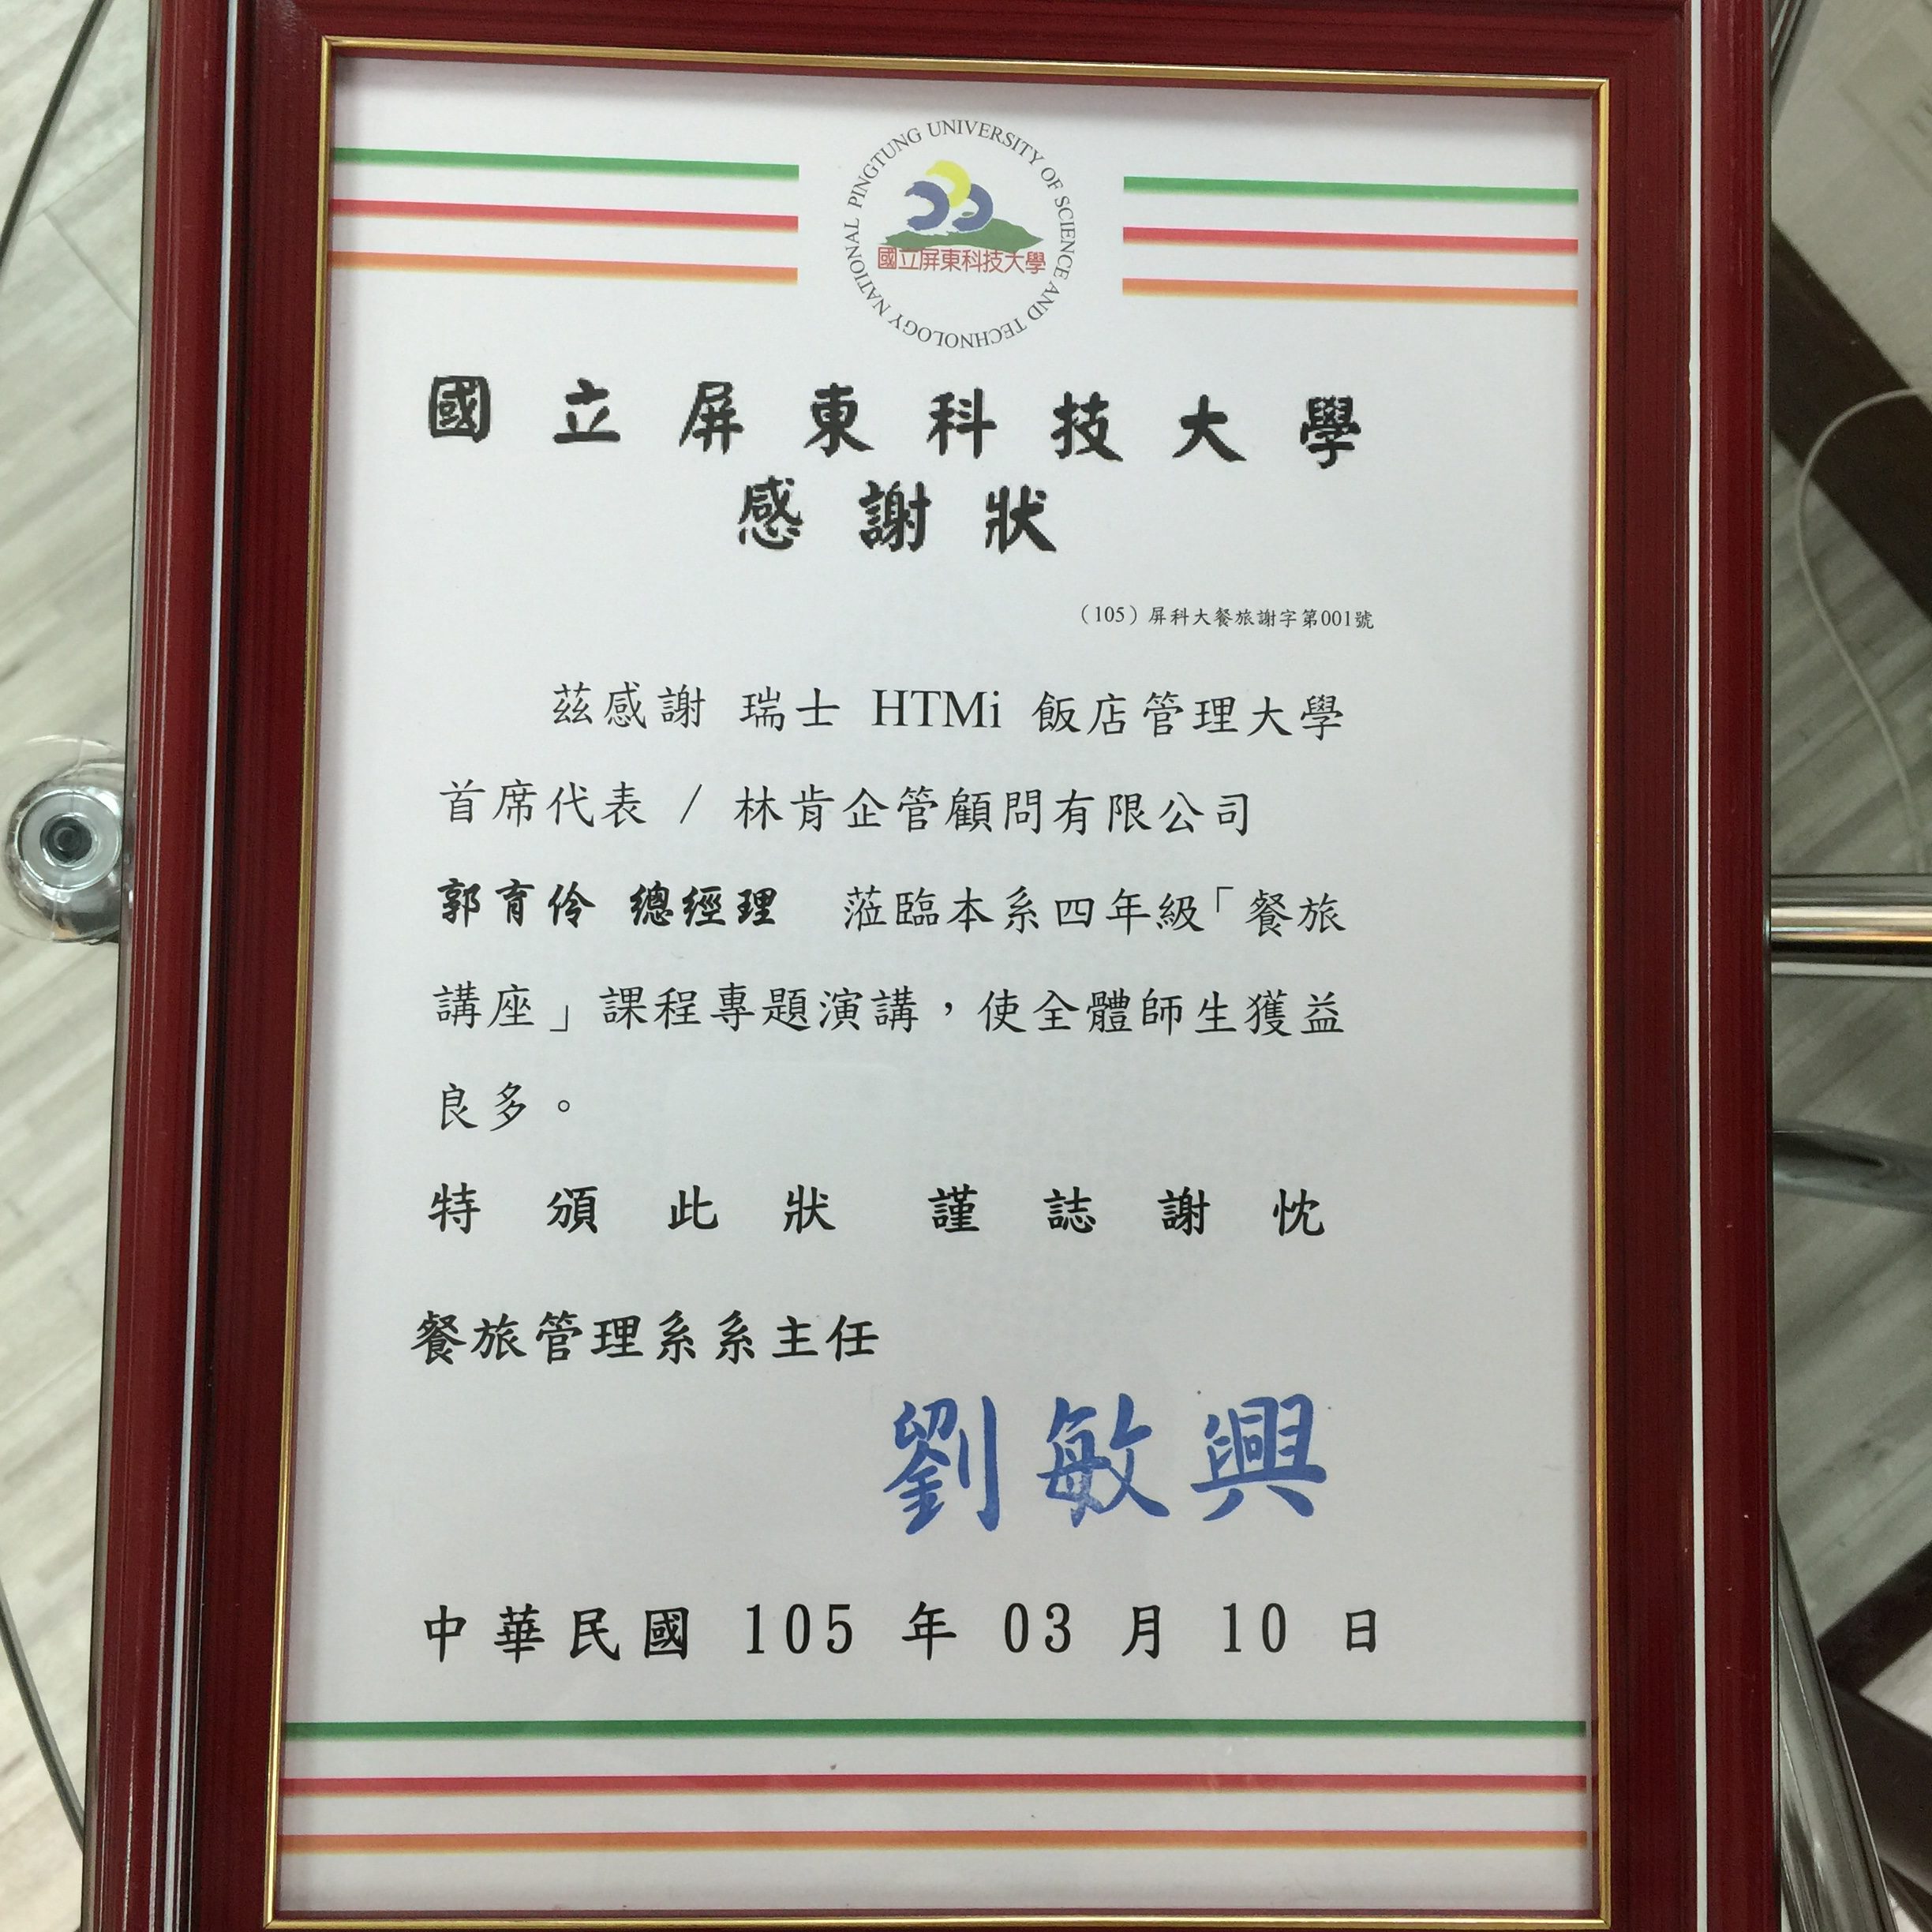 NATIONAL PINGTUNG UNIVERSITY OF SCIENCE AND TECHNOLOGY
國立屏東科技大學
國立屏東科技大學
感謝狀
（105）屏科大餐旅謝字第001號
茲感謝 瑞士 HTMi 飯店管理大學
首席代表 / 林肯企管顧問有限公司
郭育伶 總經理 蒞臨本系四年級「餐旅
講座」課程專題演講，使全體師生獲益
良多。
特頒此狀 謹誌謝忱
餐旅管理系系主任
劉敏興
中華民國 105 年 03 月 10 日